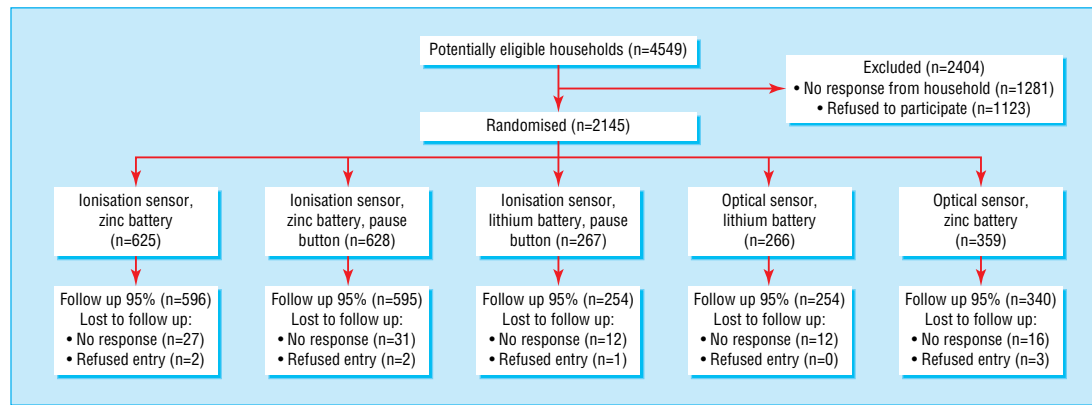 Potentially eligible households (n=4549)
Excluded (n=2404)
• No response from household (n=1281)
• Refused to participate (n=1123)
Randomised (n=2145)
Ionisation sensor,
zinc battery
(n=625)
Ionisation sensor,
zinc battery, pause
button (n=628)
Ionisation sensor,
lithium battery, pause
button (n=267)
Optical sensor,
lithium battery
(n=266)
Optical sensor,
zinc battery
(n=359)
Follow up 95% (n=596)
Lost to follow up:
• No response (n=27)
• Refused entry (n=2)
Follow up 95% (n=595)
Lost to follow up:
• No response (n=31)
• Refused entry (n=2)
Follow up 95% (n=254)
Lost to follow up:
• No response (n=12)
• Refused entry (n=1)
Follow up 95% (n=254)
Lost to follow up:
• No response (n=12)
• Refused entry (n=0)
Follow up 95% (n=340)
Lost to follow up:
• No response (n=16)
• Refused entry (n=3)